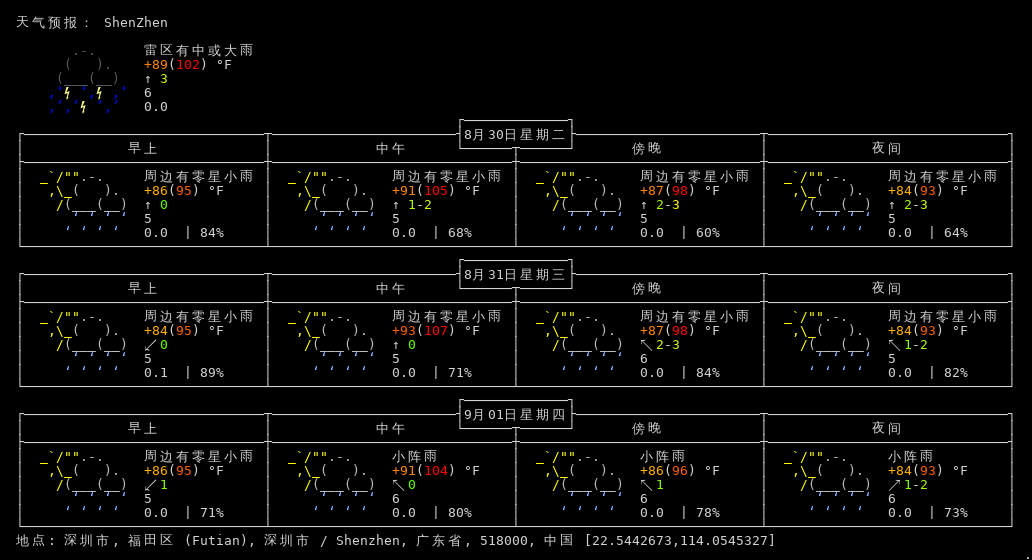 天气预报： ShenZhen
雷区有中或大雨
+89(102) °F
↑ 3
6
0.0
8月30日星期二
早上 中午 傍晚 夜间
周边有零星小雨 周边有零星小雨 周边有零星小雨 周边有零星小雨
+86(95) °F +91(105) °F +87(98) °F +84(93) °F
↑ 0 ↑ 1-2 ↑ 2-3 ↑ 2-3
5 5 5 5
0.0 | 84% 0.0 | 68% 0.0 | 60% 0.0 | 64%
8月31日星期三
早上 中午 傍晚 夜间
周边有零星小雨 周边有零星小雨 周边有零星小雨 周边有零星小雨
+84(95) °F +93(107) °F +87(98) °F +84(93) °F
↙ 0 ↑ 0 ↖ 2-3 ↖ 1-2
5 5 6 5
0.1 | 89% 0.0 | 71% 0.0 | 84% 0.0 | 82%
9月01日星期四
早上 中午 傍晚 夜间
周边有零星小雨 小阵雨 小阵雨 小阵雨
+86(95) °F +91(104) °F +86(96) °F +84(93) °F
↙ 1 ↖ 0 ↖ 1 ↗ 1-2
5 6 6 6
0.0 | 71% 0.0 | 80% 0.0 | 78% 0.0 | 73%
地点: 深圳市, 福田区 (Futian), 深圳市 / Shenzhen, 广东省, 518000, 中国 [22.5442673,114.0545327]